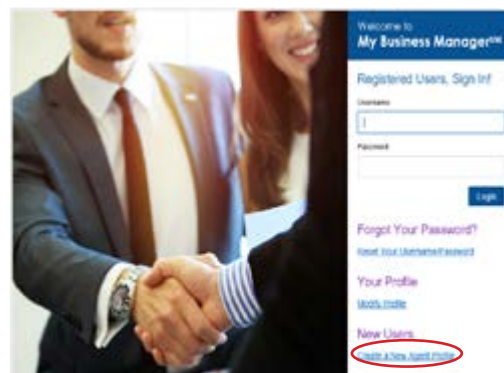 Welcome to
My Business Manager℠
Registered Users, Sign In!
Username
Password
Login
Forgot Your Password?
Reset Your Username/Password
Your Profile
Modify Profile
New Users
Create a New Agent Profile